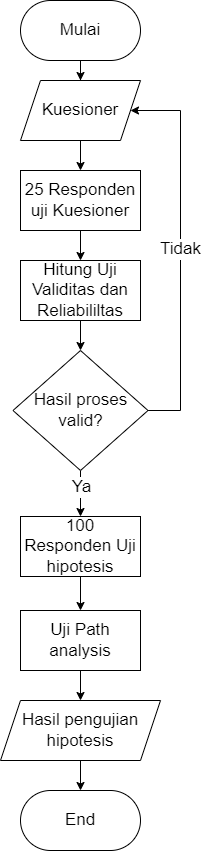 Mulai
Kuesioner
25 Responden
uji Kuesioner
Tidak
Hitung Uji
Validitas dan
Reliabililtas
Hasil proses
valid?
Ya
100
Responden Uji
hipotesis
Uji Path
analysis
Hasil pengujian
hipotesis
End